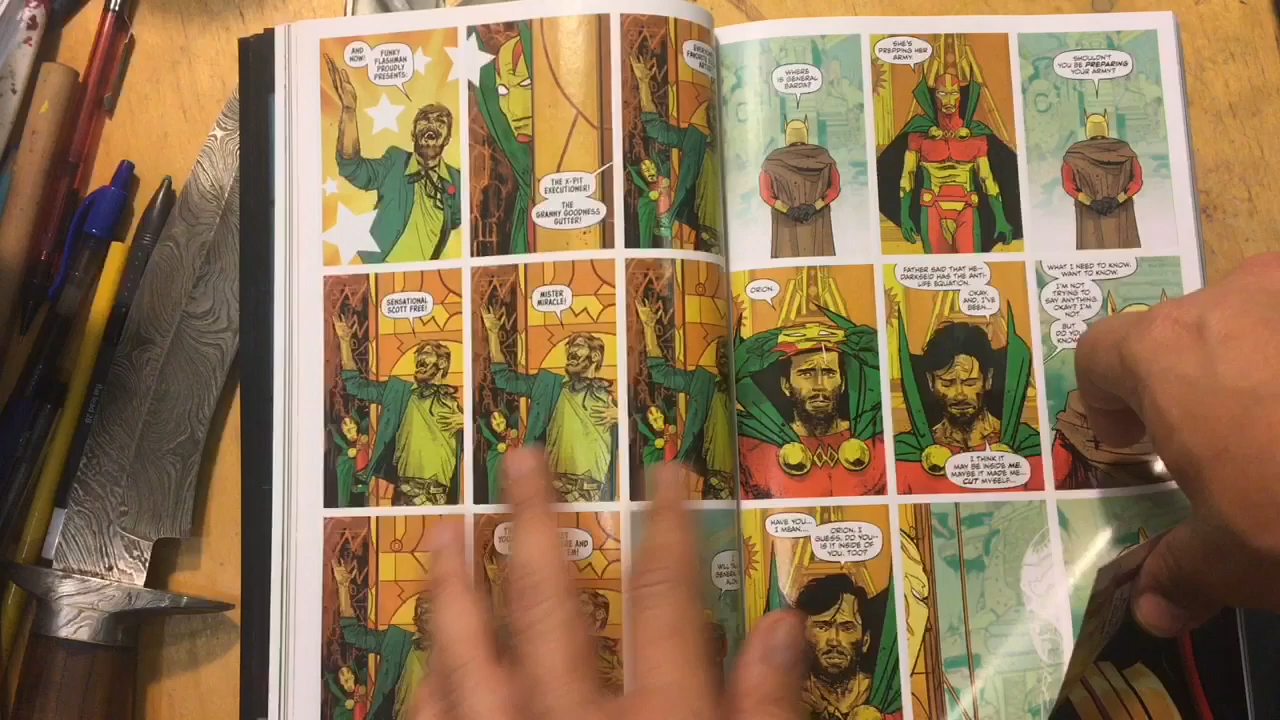 AND
NOW!
FUNKY
FLASHMAN
PROUDLY
PRESENTS:
THE X-PIT
EXECUTIONER!
THE
GRANNY GOODNESS
GUTTER!
FAVORITE
SENSATIONAL
SCOTT FREE!
MISTER
MIRACLE!
WHERE
IS GENERAL
BARDA?
SHE'S
PREPPING HER
ARMY.
SHOULDN'T
YOU BE PREPARING
YOUR ARMY?
ORION.
FATHER SAID THAT HE--
DARKSEID HAS THE ANTI-
LIFE EQUATION.
OKAY.
AND, I'VE
BEEN...
I THINK IT
MAY BE INSIDE ME.
MAYBE IT MADE ME...
CUT MYSELF...
WHAT I NEED TO KNOW.
WANT TO KNOW.
I'M NOT
TRYING TO
SAY ANYTHING.
OKAY? I'M
NOT.
BUT
DO YOU
KNOW
HAVE YOU...
I MEAN....
ORION, I
GUESS, DO YOU--
IS IT INSIDE OF
YOU, TOO?